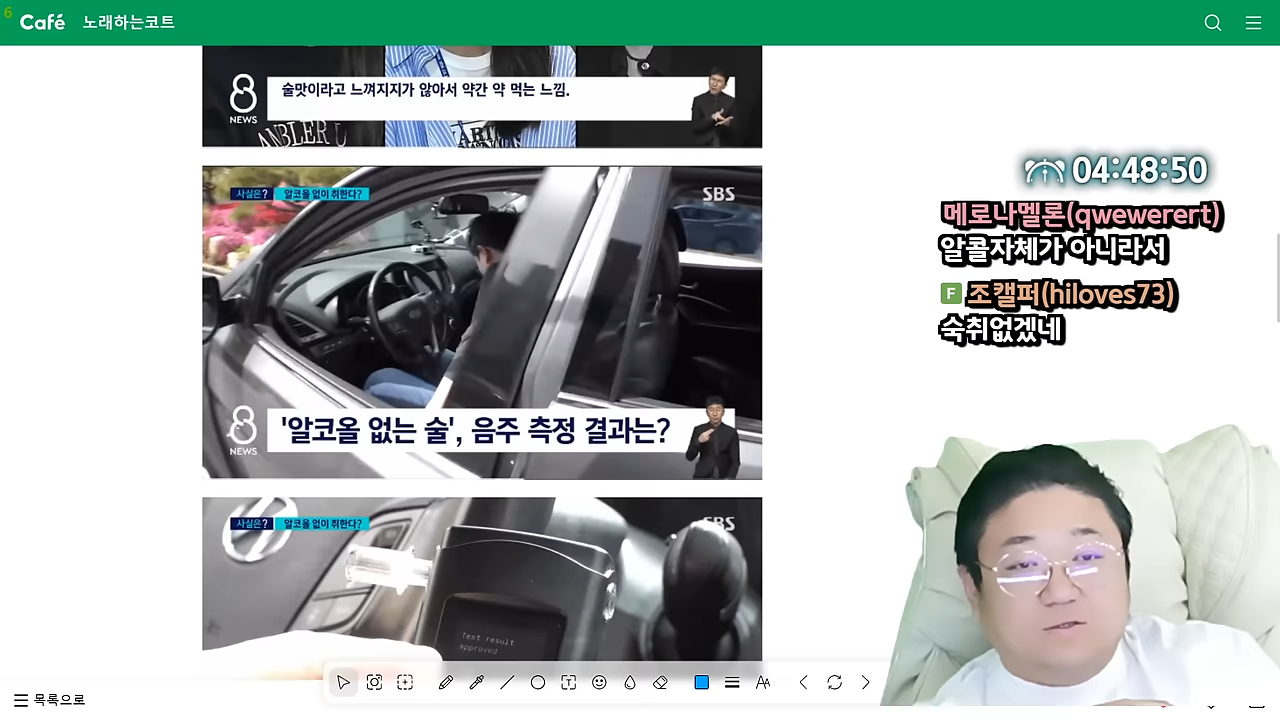 6
Café 노래하는코트
술맛이라고 느껴지지가 않아서 약간 약 먹는 느낌.
8
NEWS
사실은? 알코올 없이 취한다?
SBS
'알코올 없는 술', 음주 측정 결과는?
8
NEWS
사실은? 알코올 없이 취한다?
SBS
Test result
approved
04:48:50
메로나멜론(qwewerert)
알콜자체가 아니라서
F 조캘퍼(hiloves73)
숙취없겠네
목록으로